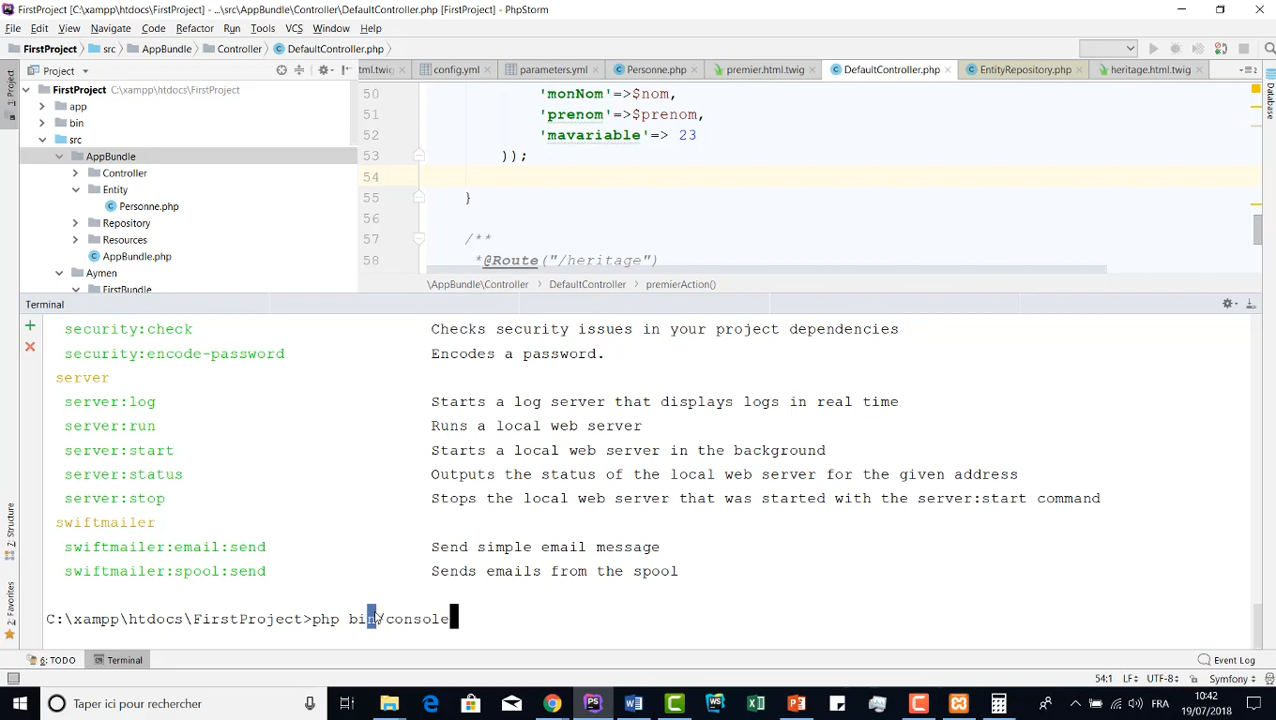 FirstProject [C:\xampp\htdocs\FirstProject] - ...\src\AppBundle\Controller\DefaultController.php [FirstProject] - PhpStorm
File Edit View Navigate Code Refactor Run Tools VCS Window Help
FirstProject src AppBundle Controller DefaultController.php
Project
ml.twig config.yml parameters.yml Personne.php premier.html.twig DefaultController.php EntityRepository.php heritage.html.twig
1: Project
Database
FirstProject C:\xampp\htdocs\FirstProject
app
bin
src
AppBundle
Controller
Entity
Personne.php
Repository
Resources
AppBundle.php
Aymen
FirstBundle
50 'monNom'=>$nom,
51 'prenom'=>$prenom,
52 'mavariable'=> 23
53 ));
54
55 }
56
57 /**
58 *@Route("/heritage")
\AppBundle\Controller DefaultController premierAction()
Terminal
security:check Checks security issues in your project dependencies
security:encode-password Encodes a password.
server
server:log Starts a log server that displays logs in real time
server:run Runs a local web server
server:start Starts a local web server in the background
server:status Outputs the status of the local web server for the given address
server:stop Stops the local web server that was started with the server:start command
swiftmailer
swiftmailer:email:send Send simple email message
swiftmailer:spool:send Sends emails from the spool
C:\xampp\htdocs\FirstProject>php bin/console
Z: Structure
2: Favorites
6: TODO Terminal Event Log
54:1 LF÷ UTF-8÷ Symfony
Taper ici pour rechercher
FRA
10:42
19/07/2018